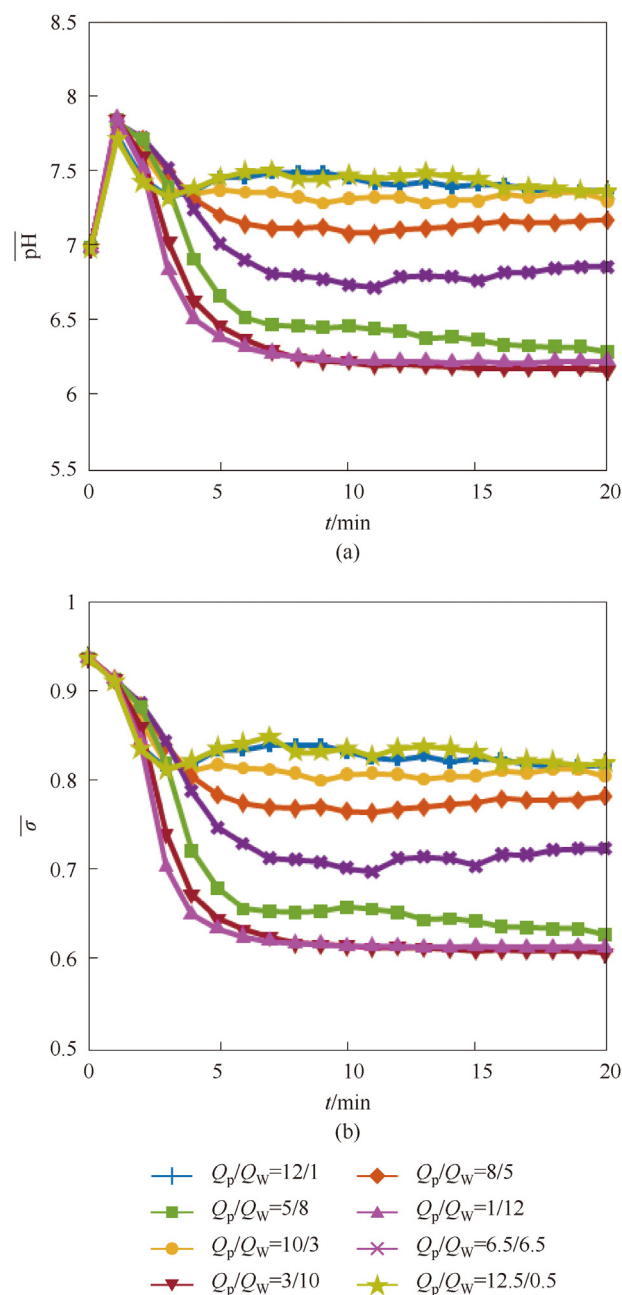 8.5
8
7.5
7
6.5
6
5.5
pH
0 5 10 15 20
t/min
(a)
1
0.9
0.8
0.7
0.6
0.5
σ
0 5 10 15 20
t/min
(b)
Qp/QW=12/1 Qp/QW=8/5
Qp/QW=5/8 Qp/QW=1/12
Qp/QW=10/3 Qp/QW=6.5/6.5
Qp/QW=3/10 Qp/QW=12.5/0.5